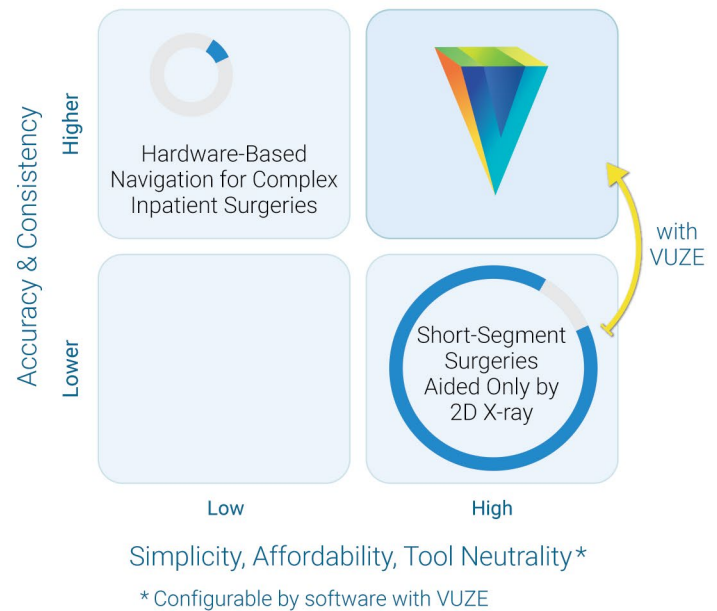 Accuracy & Consistency
Higher
Hardware-Based
Navigation for Complex
Inpatient Surgeries
with
VUZE
Lower
Short-Segment
Surgeries
Aided Only by
2D X-ray
Low
High
Simplicity, Affordability, Tool Neutrality*
* Configurable by software with VUZE